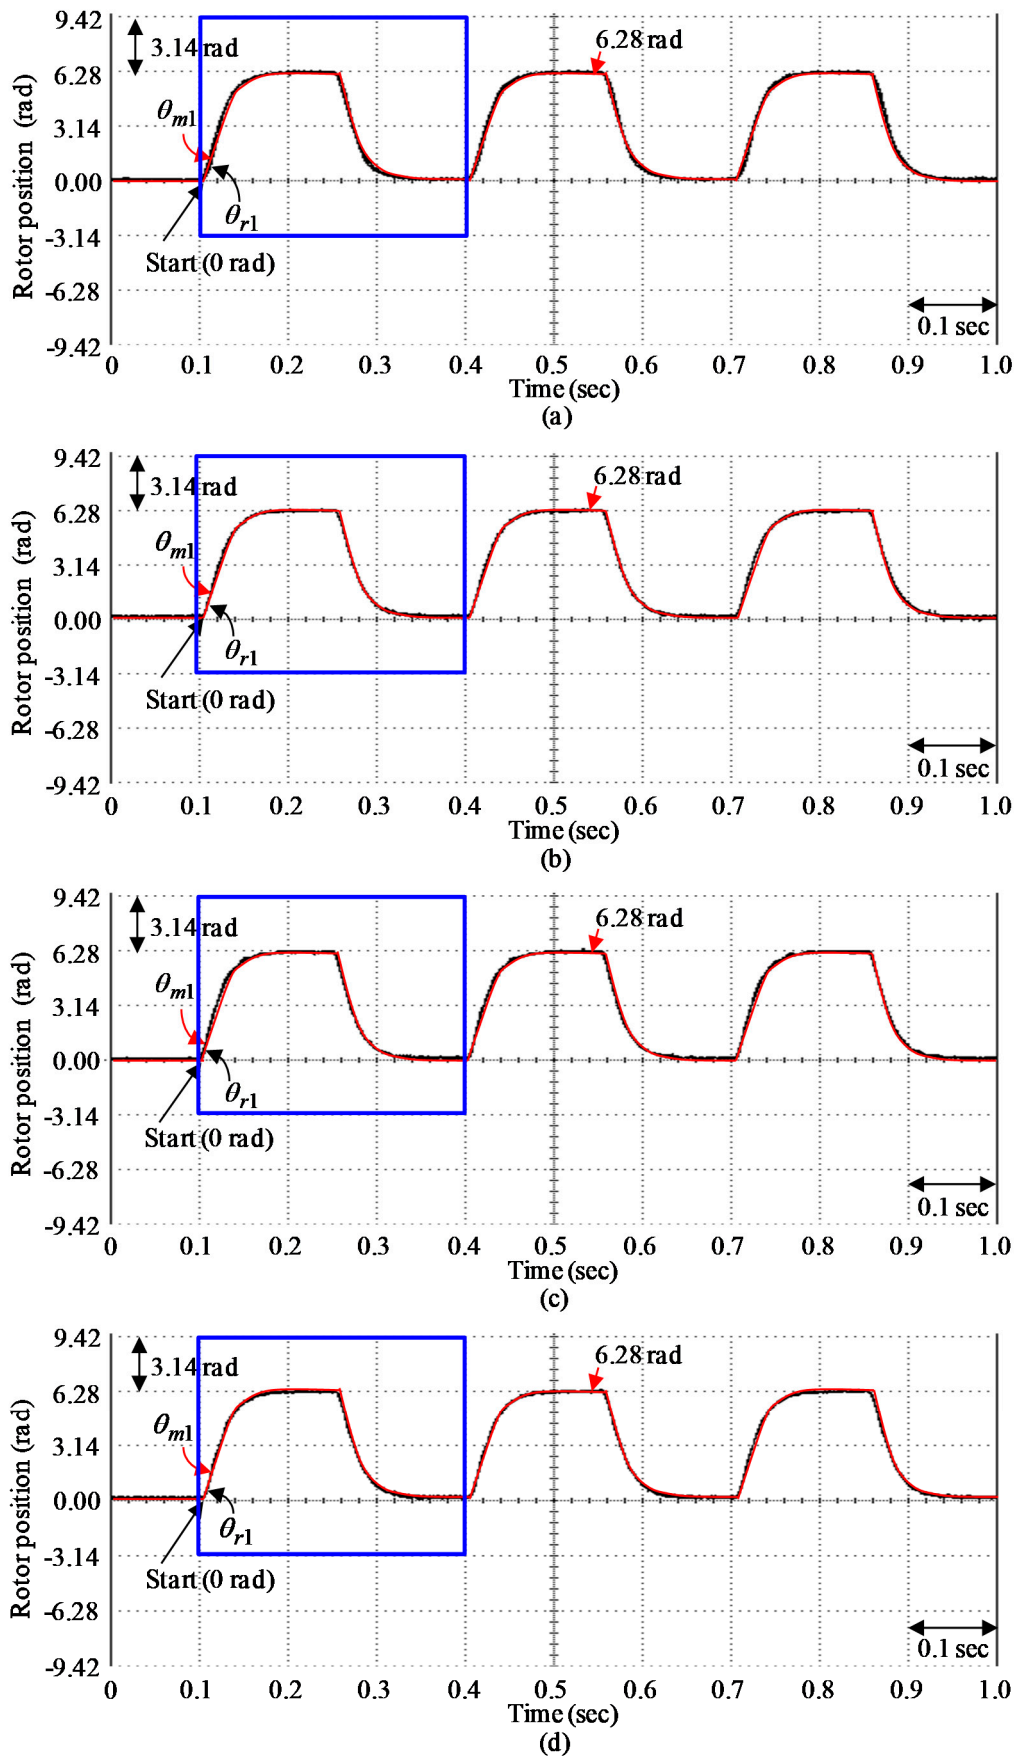 9.42
3.14 rad
6.28 rad
6.28
θm1
3.14
0.00
θr1
-3.14
Start (0 rad)
-6.28
0.1 sec
-9.42
Rotor position (rad)
0 0.1 0.2 0.3 0.4 0.5 0.6 0.7 0.8 0.9 1.0
Time (sec)
(a)
9.42
3.14 rad
6.28 rad
6.28
θm1
3.14
0.00
θr1
-3.14
Start (0 rad)
-6.28
0.1 sec
-9.42
Rotor position (rad)
0 0.1 0.2 0.3 0.4 0.5 0.6 0.7 0.8 0.9 1.0
Time (sec)
(b)
9.42
3.14 rad
6.28 rad
6.28
θm1
3.14
0.00
θr1
-3.14
Start (0 rad)
-6.28
0.1 sec
-9.42
Rotor position (rad)
0 0.1 0.2 0.3 0.4 0.5 0.6 0.7 0.8 0.9 1.0
Time (sec)
(c)
9.42
3.14 rad
6.28 rad
6.28
θm1
3.14
0.00
θr1
-3.14
Start (0 rad)
-6.28
0.1 sec
-9.42
Rotor position (rad)
0 0.1 0.2 0.3 0.4 0.5 0.6 0.7 0.8 0.9 1.0
Time (sec)
(d)